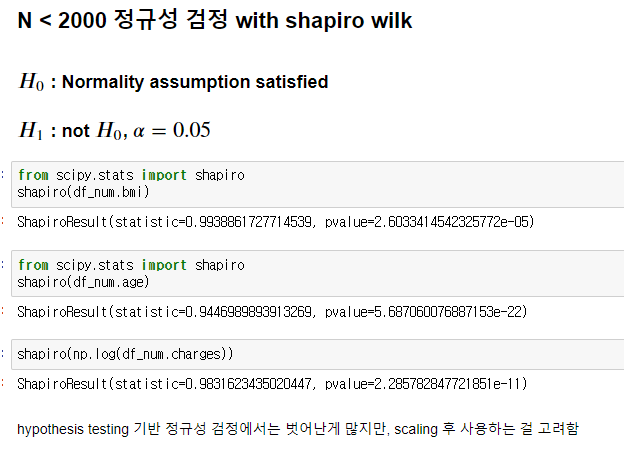 N < 2000 정규성 검정 with shapiro wilk
H₀ : Normality assumption satisfied
H₁ : not H₀, α = 0.05
: from scipy.stats import shapiro
shapiro(df_num.bmi)
: ShapiroResult(statistic=0.9938861727714539, pvalue=2.6033414542325772e-05)
: from scipy.stats import shapiro
shapiro(df_num.age)
: ShapiroResult(statistic=0.9446989893913269, pvalue=5.687060076887153e-22)
: shapiro(np.log(df_num.charges))
: ShapiroResult(statistic=0.9831623435020447, pvalue=2.285782847721851e-11)
hypothesis testing 기반 정규성 검정에서는 벗어난게 많지만, scaling 후 사용하는 걸 고려함